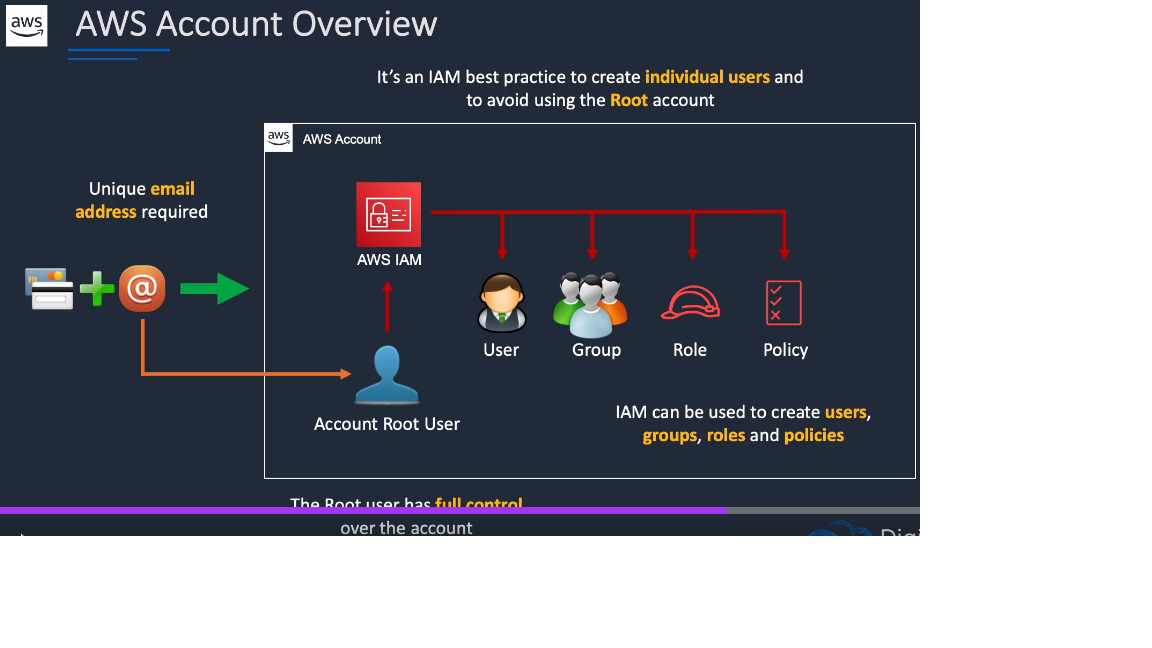 aws
AWS Account Overview
It's an IAM best practice to create individual users and
to avoid using the Root account
aws
AWS Account
Unique email
address required
AWS IAM
@
User
Group
Role
Policy
Account Root User
IAM can be used to create users,
groups, roles and policies
The Root user has full control
over the account